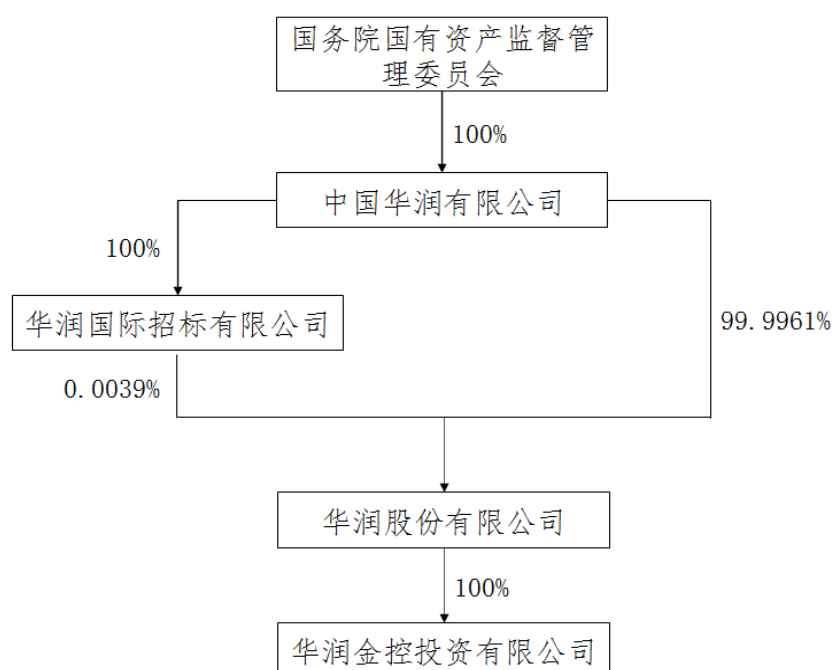 国务院国有资产监督管
理委员会
100%
中国华润有限公司
100%
华润国际招标有限公司
99.9961%
0.0039%
华润股份有限公司
100%
华润金控投资有限公司